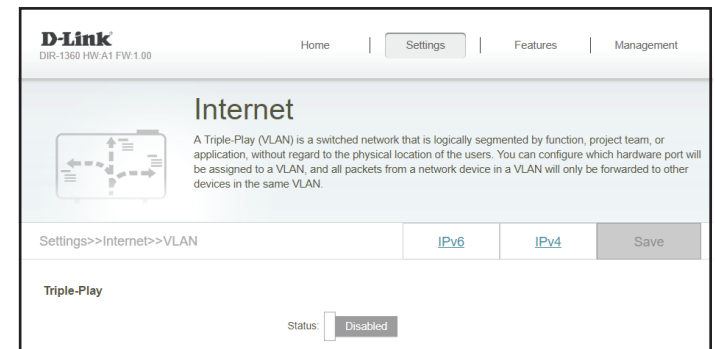 D-Link
DIR-1360 HW:A1 FW:1.00
Home | Settings | Features | Management
Internet
A Triple-Play (VLAN) is a switched network that is logically segmented by function, project team, or
application, without regard to the physical location of the users. You can configure which hardware port will
be assigned to a VLAN, and all packets from a network device in a VLAN will only be forwarded to other
devices in the same VLAN.
Settings>>Internet>>VLAN IPv6 IPv4 Save
Triple-Play
Status: Disabled